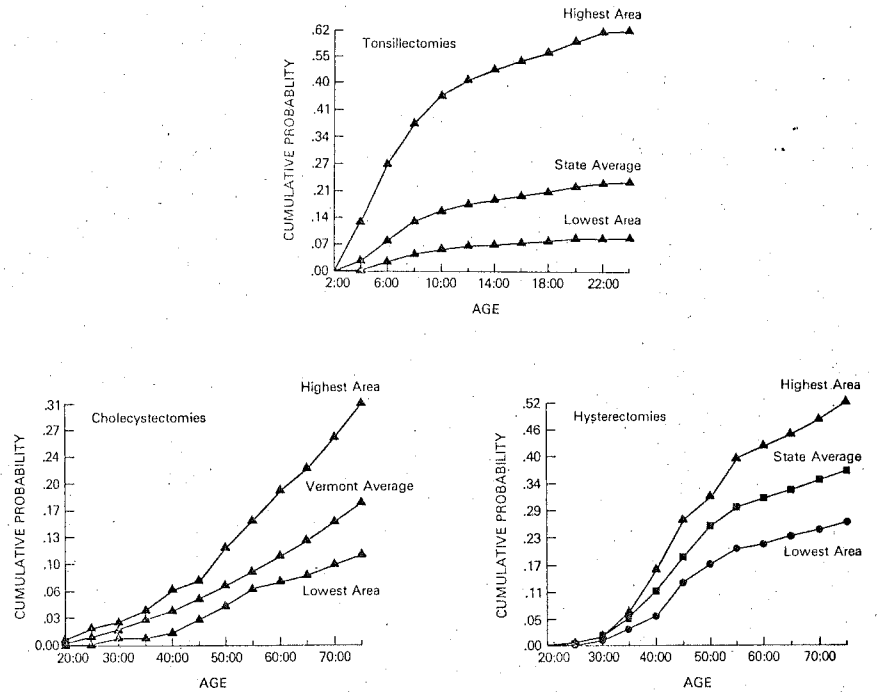 Highest Area
Tonsillectomies
.62
.55
.40
.41
.34
.27
.21
.14
.07
.00
CUMULATIVE PROBABLITY
State Average
Lowest Area
2:00 6:00 10:00 14:00 18:00 22:00
AGE
Highest Area
Cholecystectomies
.31
.27
.24
.20
.17
.13
.10
.06
.03
0.00
CUMULATIVE PROBABILITY
Vermont Average
Lowest Area
20:00 30:00 40:00 50:00 60:00 70:00
AGE
Highest Area
Hysterectomies
.52
.46
.40
.34
.29
.23
.17
.11
.05
.00
CUMULATIVE PROBABILITY
State Average
Lowest Area
20:00 30:00 40:00 50:00 60:00 70:00
AGE